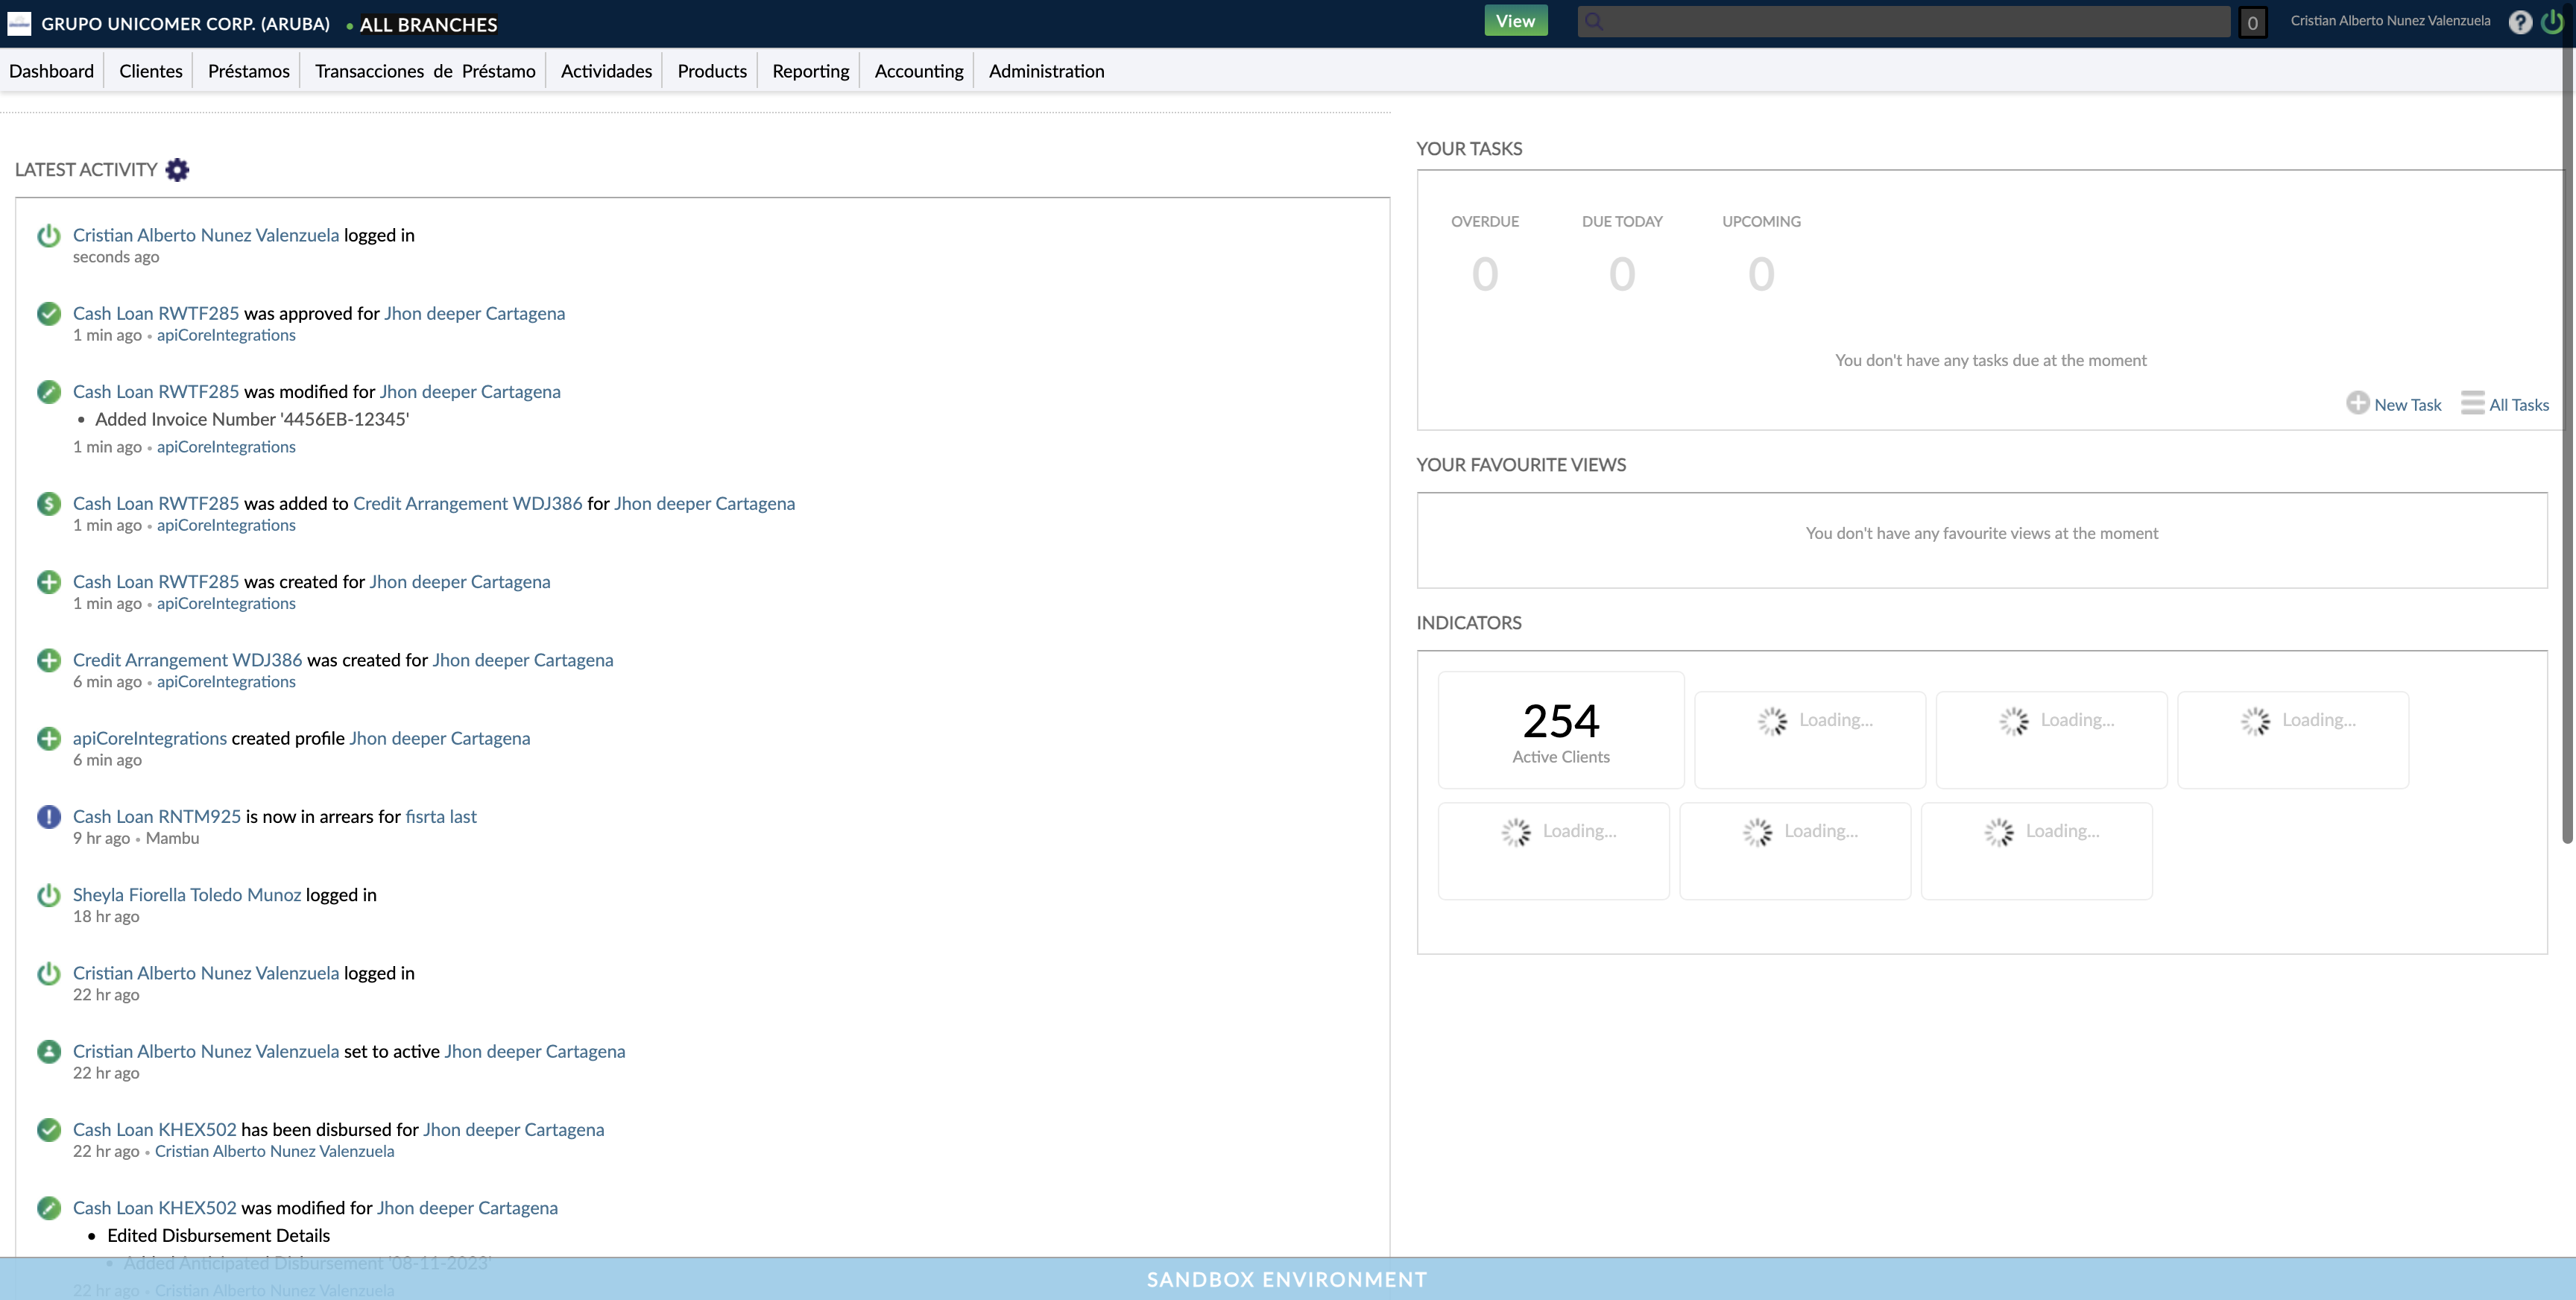 GRUPO UNICOMER CORP. (ARUBA) • ALL BRANCHES
View
0
Cristian Alberto Nunez Valenzuela
?
Dashboard
Clientes
Préstamos
Transacciones de Préstamo
Actividades
Products
Reporting
Accounting
Administration
LATEST ACTIVITY
Cristian Alberto Nunez Valenzuela logged in
seconds ago
Cash Loan RWTF285 was approved for Jhon deeper Cartagena
1 min ago • apiCoreIntegrations
Cash Loan RWTF285 was modified for Jhon deeper Cartagena
• Added Invoice Number '4456EB-12345'
1 min ago • apiCoreIntegrations
Cash Loan RWTF285 was added to Credit Arrangement WDJ386 for Jhon deeper Cartagena
1 min ago • apiCoreIntegrations
Cash Loan RWTF285 was created for Jhon deeper Cartagena
1 min ago • apiCoreIntegrations
Credit Arrangement WDJ386 was created for Jhon deeper Cartagena
6 min ago • apiCoreIntegrations
apiCoreIntegrations created profile Jhon deeper Cartagena
6 min ago
Cash Loan RNTM925 is now in arrears for fisrta last
9 hr ago • Mambu
Sheyla Fiorella Toledo Munoz logged in
18 hr ago
Cristian Alberto Nunez Valenzuela logged in
22 hr ago
Cristian Alberto Nunez Valenzuela set to active Jhon deeper Cartagena
22 hr ago
Cash Loan KHEX502 has been disbursed for Jhon deeper Cartagena
22 hr ago • Cristian Alberto Nunez Valenzuela
Cash Loan KHEX502 was modified for Jhon deeper Cartagena
• Edited Disbursement Details
Added Anticipated Disbursement '08-11-2023'
22 hr ago • Cristian Alberto Nunez Valenzuela
YOUR TASKS
OVERDUE
DUE TODAY
UPCOMING
0
0
0
You don't have any tasks due at the moment
New Task
All Tasks
YOUR FAVOURITE VIEWS
You don't have any favourite views at the moment
INDICATORS
254
Active Clients
Loading...
Loading...
Loading...
Loading...
Loading...
Loading...
SANDBOX ENVIRONMENT